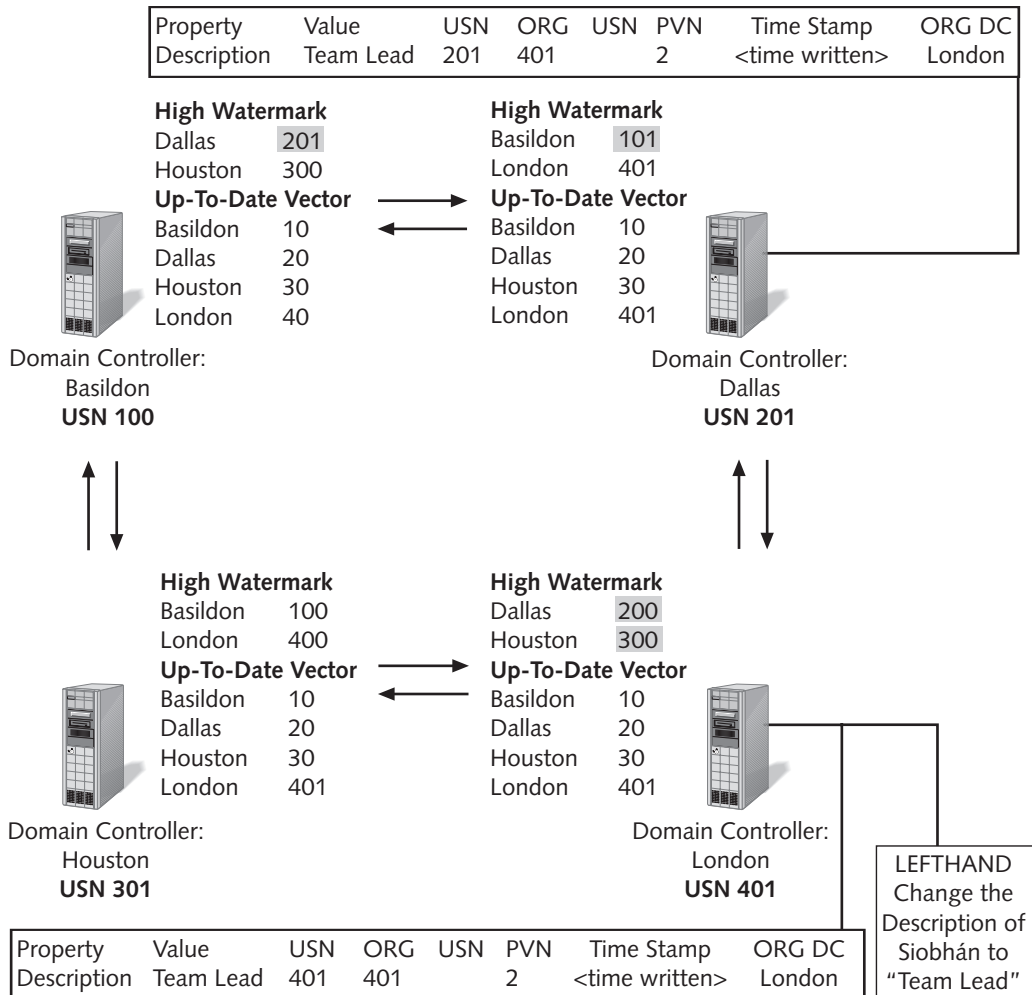 Property Value USN ORG USN PVN Time Stamp ORG DC
Description Team Lead 201 401 2 <time written> London
High Watermark
Dallas 201
Houston 300
Up-To-Date Vector
Basildon 10
Dallas 20
Houston 30
London 40
Domain Controller:
Basildon
USN 100
High Watermark
Basildon 101
London 401
Up-To-Date Vector
Basildon 10
Dallas 20
Houston 30
London 401
Domain Controller:
Dallas
USN 201
High Watermark
Basildon 100
London 400
Up-To-Date Vector
Basildon 10
Dallas 20
Houston 30
London 401
Domain Controller:
Houston
USN 301
High Watermark
Dallas 200
Houston 300
Up-To-Date Vector
Basildon 10
Dallas 20
Houston 30
London 401
Domain Controller:
London
USN 401
LEFTHAND
Change the
Description of
Siobhán to
“Team Lead”
Property Value USN ORG USN PVN Time Stamp ORG DC
Description Team Lead 401 401 2 <time written> London